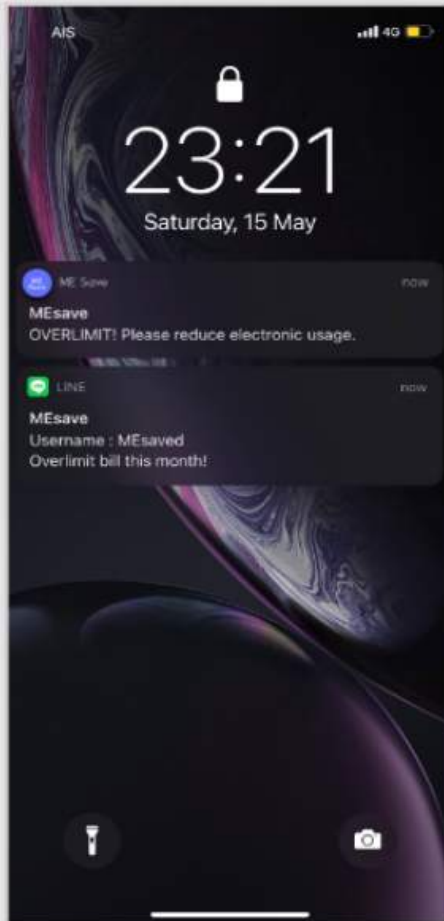 AIS
4G
23:21
Saturday, 15 May
ME Save
now
MEsave
OVERLIMIT! Please reduce electronic usage.
LINE
now
MEsave
Username : MEsaved
Overlimit bill this month!